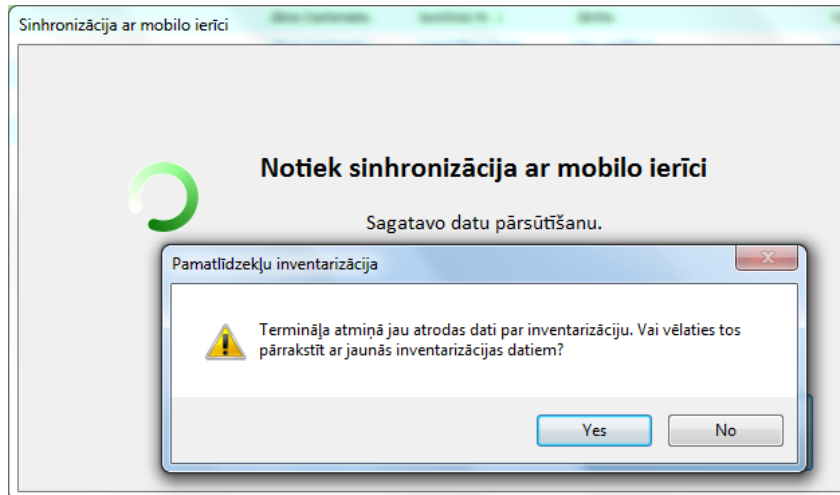 Sinhronizācija ar mobilo ierīci
Notiek sinhronizācija ar mobilo ierīci
Sagatavo datu pārsūtīšanu.
Pamatlīdzekļu inventarizācija
Termināļa atmiņā jau atrodas dati par inventarizāciju. Vai vēlaties tos
pārrakstīt ar jaunās inventarizācijas datiem?
Yes No